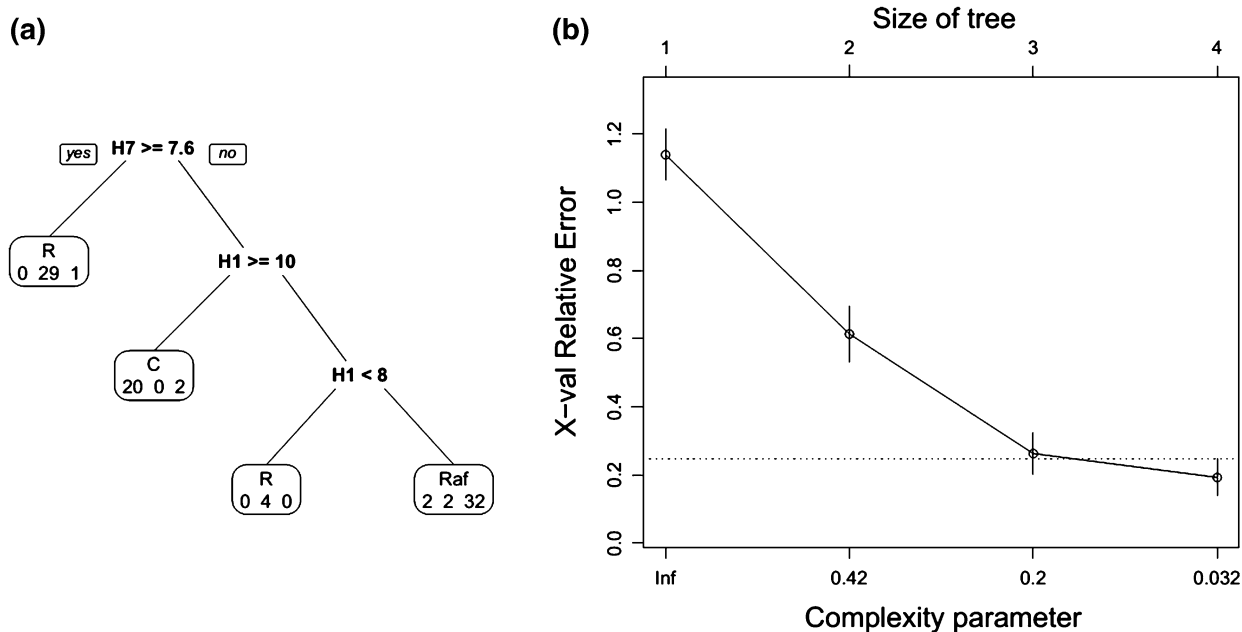 (a)
yes H7 >= 7.6 no
R
0 29 1
H1 >= 10
C
20 0 2
H1 < 8
R
0 4 0
Raf
2 2 32
(b)
Size of tree
1 2 3 4
X-val Relative Error
1.2
1.0
0.8
0.6
0.4
0.2
0.0
Inf 0.42 0.2 0.032
Complexity parameter